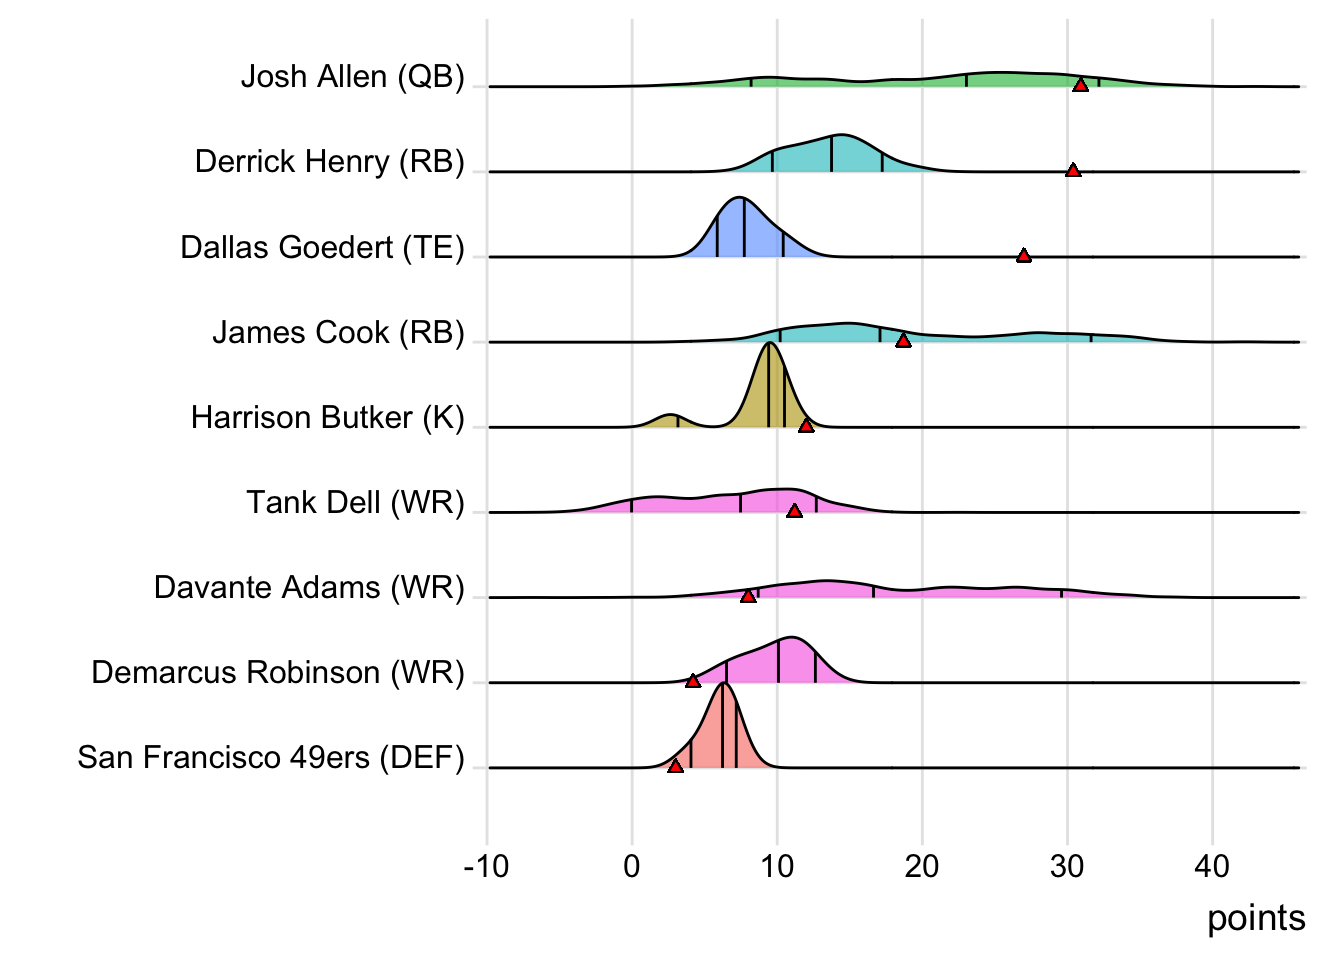 Josh Allen (QB)
Derrick Henry (RB)
Dallas Goedert (TE)
James Cook (RB)
Harrison Butker (K)
Tank Dell (WR)
Davante Adams (WR)
Demarcus Robinson (WR)
San Francisco 49ers (DEF)
-10 0 10 20 30 40
points